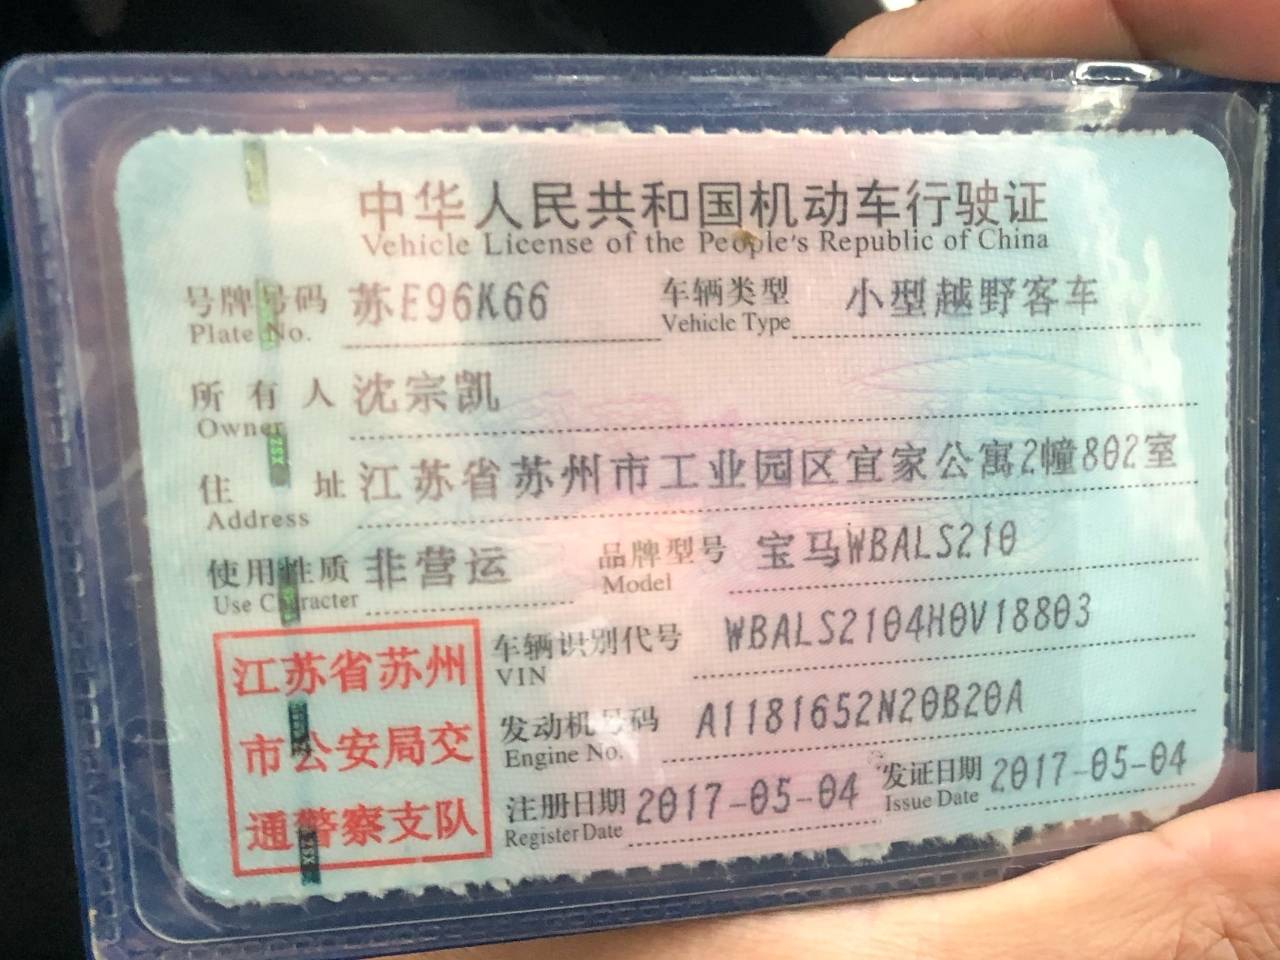 中华人民共和国机动车行驶证
Vehicle License of the People's Republic of China
号牌号码 苏E96K66 车辆类型 小型越野客车
Plate No. Vehicle Type
所有人 沈宗凯
Owner
住址 江苏省苏州市工业园区宜家公寓2幢802室
Address
使用性质 非营运 品牌型号 宝马WBALS210
Use Character Model
车辆识别代号 WBALS2104H0V18803
VIN
发动机号码 A1181652N20B20A
Engine No.
注册日期 2017-05-04 发证日期 2017-05-04
Register Date Issue Date
江苏省苏州
市公安局交
通警察支队